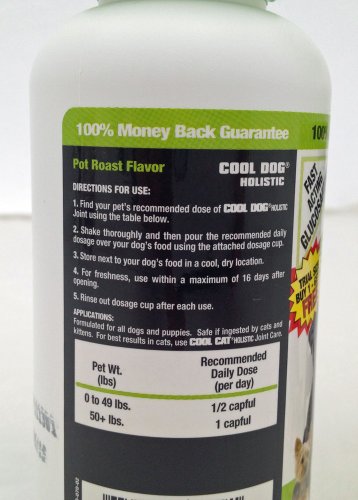 100% Money Back Guarantee
100%
Pot Roast Flavor
COOL DOG®
HOLISTIC
DIRECTIONS FOR USE:
1. Find your pet's recommended dose of COOL DOG®HOLISTIC
Joint using the table below.
2. Shake thoroughly and then pour the recommended daily
dosage over your dog's food using the attached dosage cup.
3. Store next to your dog's food in a cool, dry location.
4. For freshness, use within a maximum of 16 days after
opening.
5. Rinse out dosage cup after each use.
APPLICATIONS:
Formulated for all dogs and puppies. Safe if ingested by cats and
kittens. For best results in cats, use COOL CAT®HOLISTIC Joint Care.
Pet Wt.
(lbs)
Recommended
Daily Dose
(per day)
0 to 49 lbs.
1/2 capful
50+ lbs.
1 capful
FAST
ACTING
TRIAL
BUY 1